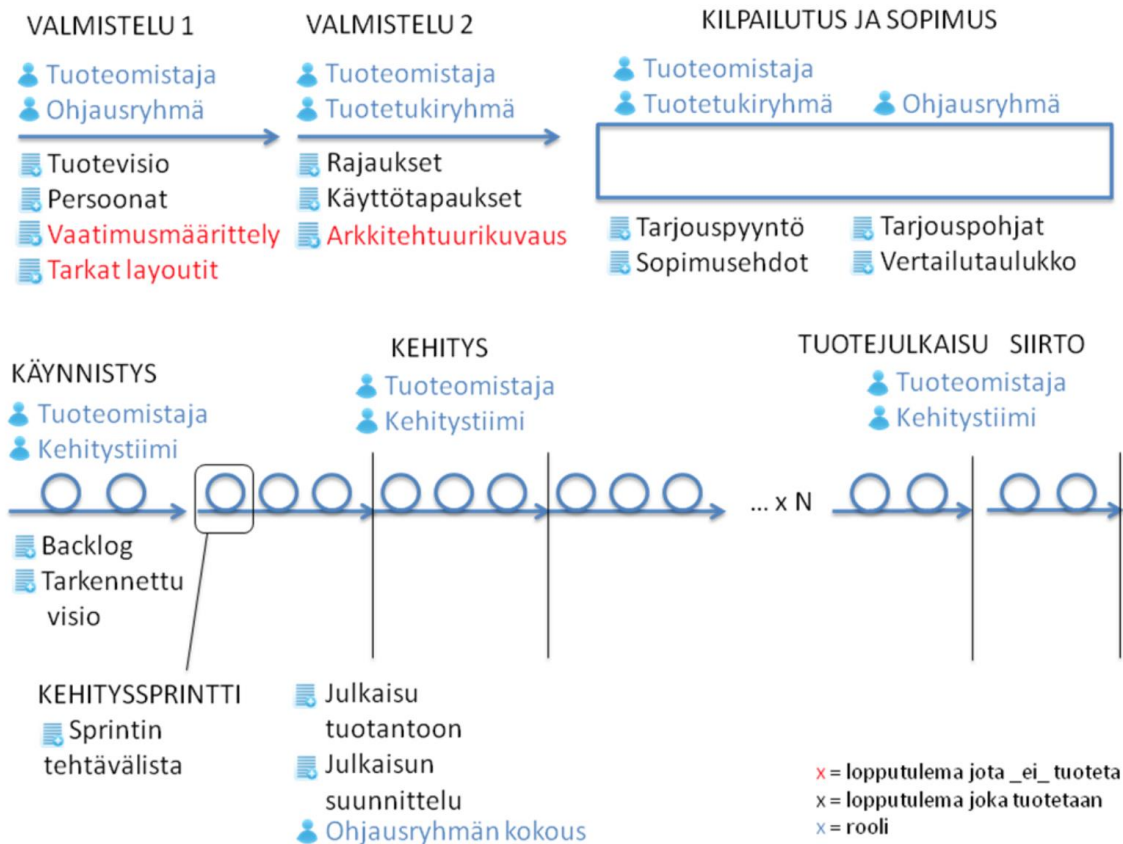 VALMISTELU 1
Tuoteomistaja
Ohjausryhmä
Tuotevisio
Persoonat
Vaatimusmäärittely
Tarkat layoutit
VALMISTELU 2
Tuoteomistaja
Tuotetukiryhmä
Rajaukset
Käyttötapaukset
Arkkitehtuurikuvaus
KILPAILUTUS JA SOPIMUS
Tuoteomistaja
Tuotetukiryhmä
Ohjausryhmä
Tarjouspyyntö
Sopimusehdot
Tarjouspohjat
Vertailutaulukko
KÄYNNISTYS
Tuoteomistaja
Kehitystiimi
Backlog
Tarkennettu
visio
KEHITYS
Tuoteomistaja
Kehitystiimi
... x N
TUOTEJULKAISU SIIRTO
Tuoteomistaja
Kehitystiimi
KEHITYSSPRINTTI
Sprintin
tehtävälista
Julkaisu
tuotantoon
Julkaisun
suunnittelu
Ohjausryhmän kokous
x = lopputulema jota _ei_ tuoteta
x = lopputulema joka tuotetaan
x = rooli